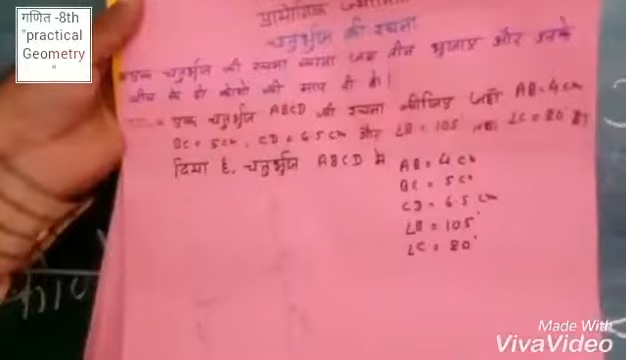 गणित -8th
"practical
Geometry
"
प्रायोगिक ज्यामिति
चतुर्भुज की रचना
एक चतुर्भुज की रचना करना जब तीन भुजाएं और उनके
बीच के दो कोणों की माप दी हो।
एक चतुर्भुज ABCD की रचना कीजिए जहाँ AB = 4 cm
BC = 5 cm, CD = 6.5 cm और ∠B = 105° ∠C = 80° है।
दिया है, चतुर्भुज ABCD में AB = 4 cm
BC = 5 cm
CD = 6.5 cm
∠B = 105°
∠C = 80°
Made With
VivaVideo